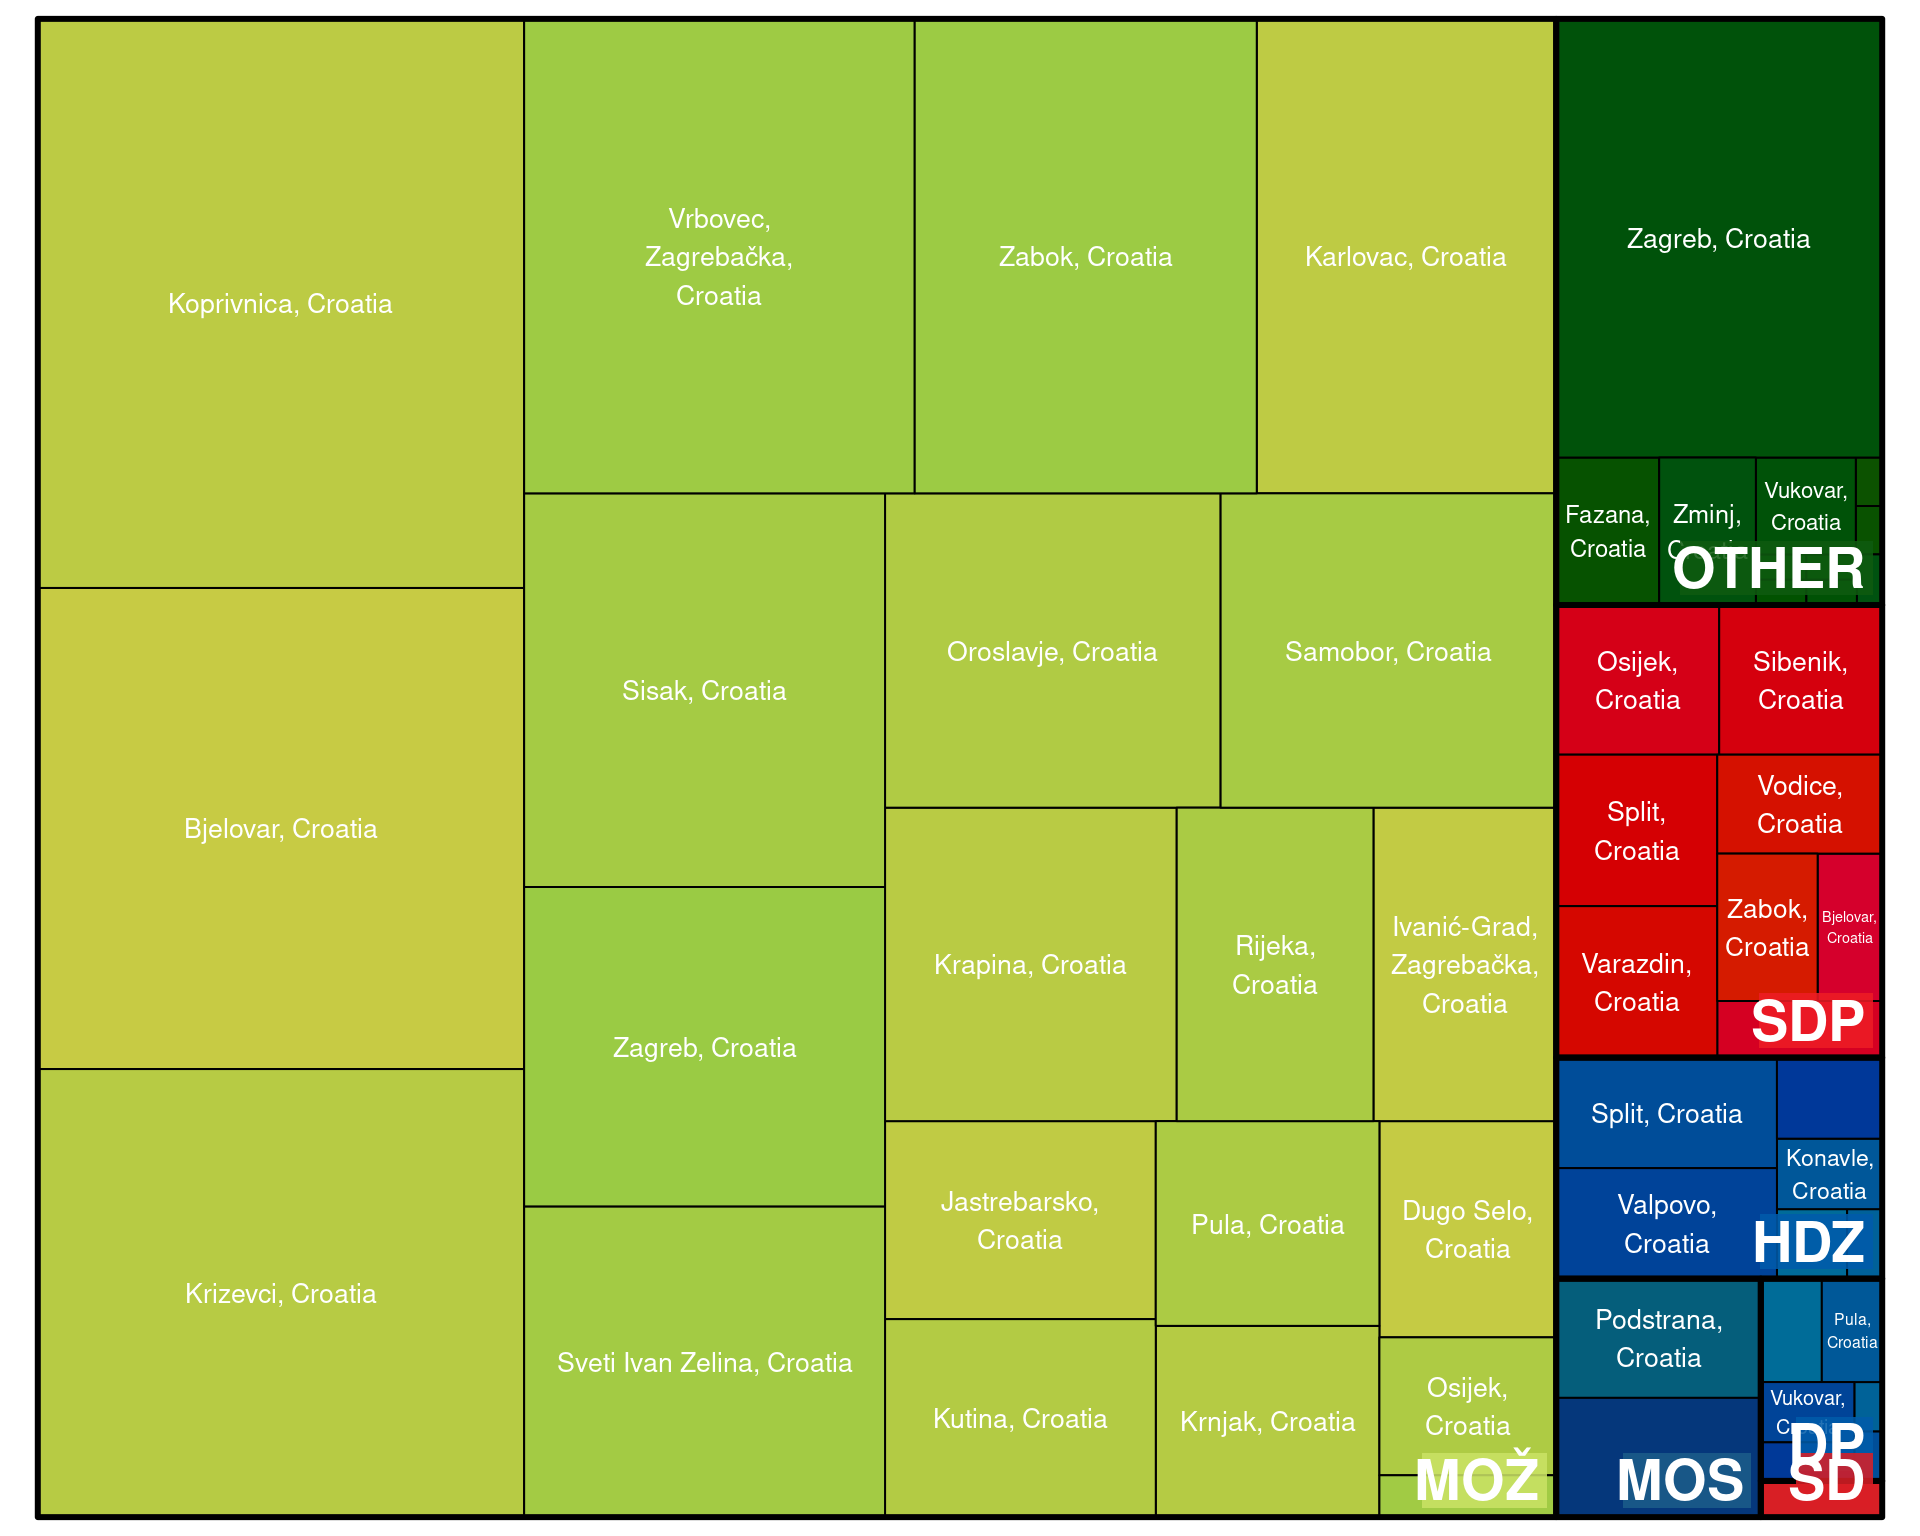 Koprivnica, Croatia
Bjelovar, Croatia
Krizevci, Croatia
Vrbovec,
Zagrebačka,
Croatia
Zabok, Croatia
Karlovac, Croatia
Sisak, Croatia
Oroslavje, Croatia
Samobor, Croatia
Zagreb, Croatia
Krapina, Croatia
Rijeka,
Croatia
Ivanić-Grad,
Zagrebačka,
Croatia
Sveti Ivan Zelina, Croatia
Jastrebarsko,
Croatia
Pula, Croatia
Dugo Selo,
Croatia
Kutina, Croatia
Krnjak, Croatia
Osijek,
Croatia
MOŽ
Zagreb, Croatia
Fazana,
Croatia
Zminj,
Vukovar,
Croatia
OTHER
Osijek,
Croatia
Sibenik,
Croatia
Split,
Croatia
Vodice,
Croatia
Varazdin,
Croatia
Zabok,
Croatia
Bjelovar,
Croatia
SDP
Split, Croatia
Valpovo,
Croatia
Konavle,
Croatia
HDZ
Podstrana,
Croatia
MOS
Pula,
Croatia
Vukovar,
DP
SD